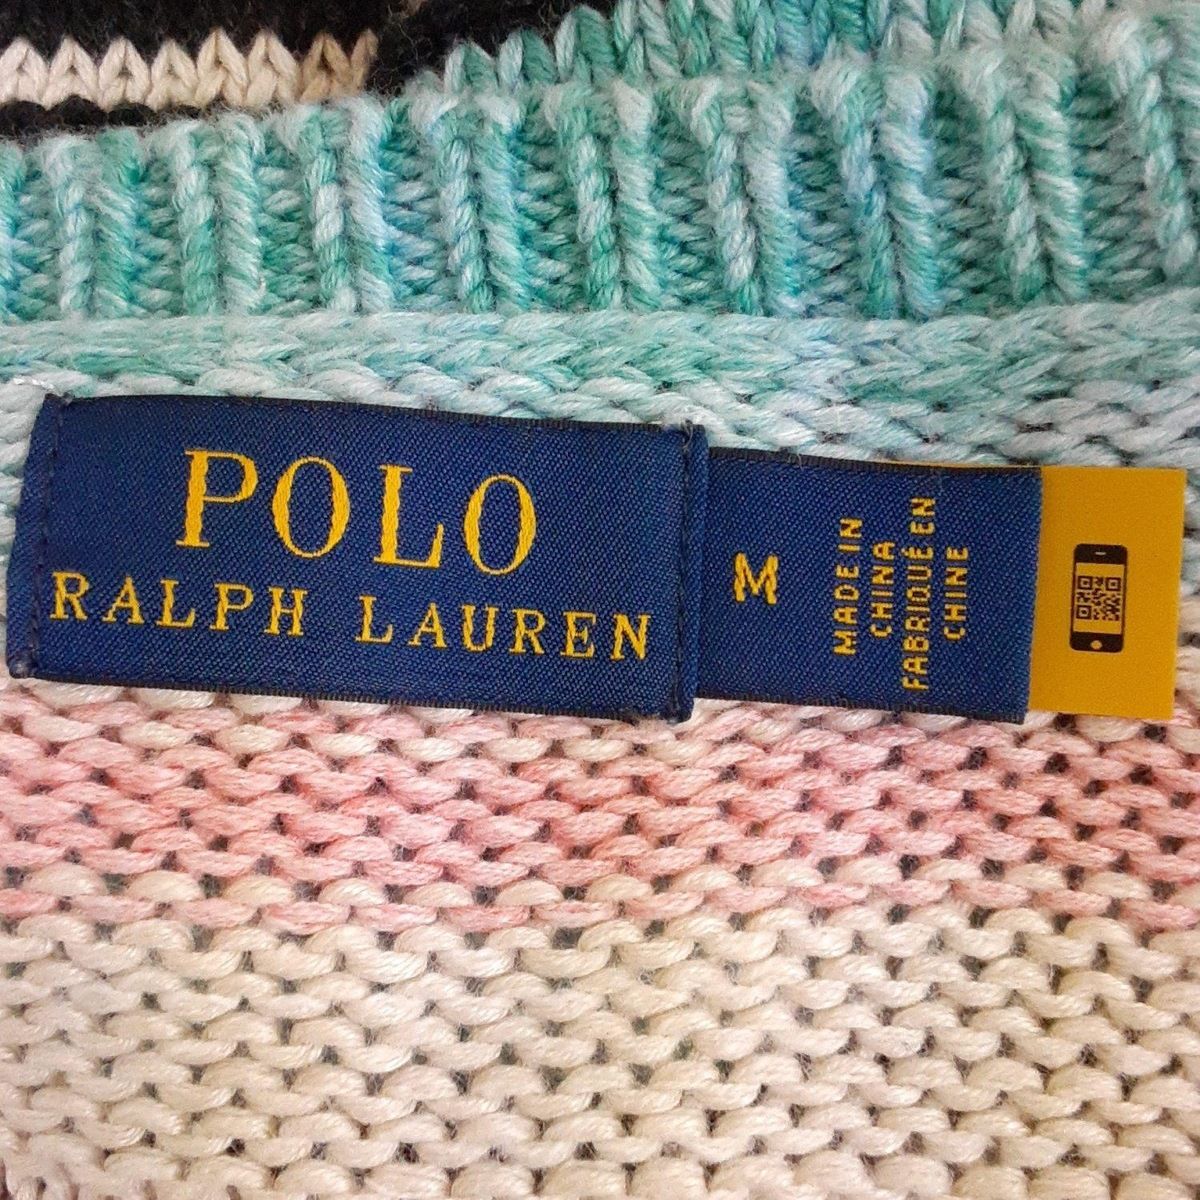 POLO
RALPH LAUREN
M
MADE IN
CHINA
FABRIQUÉ EN
CHINE